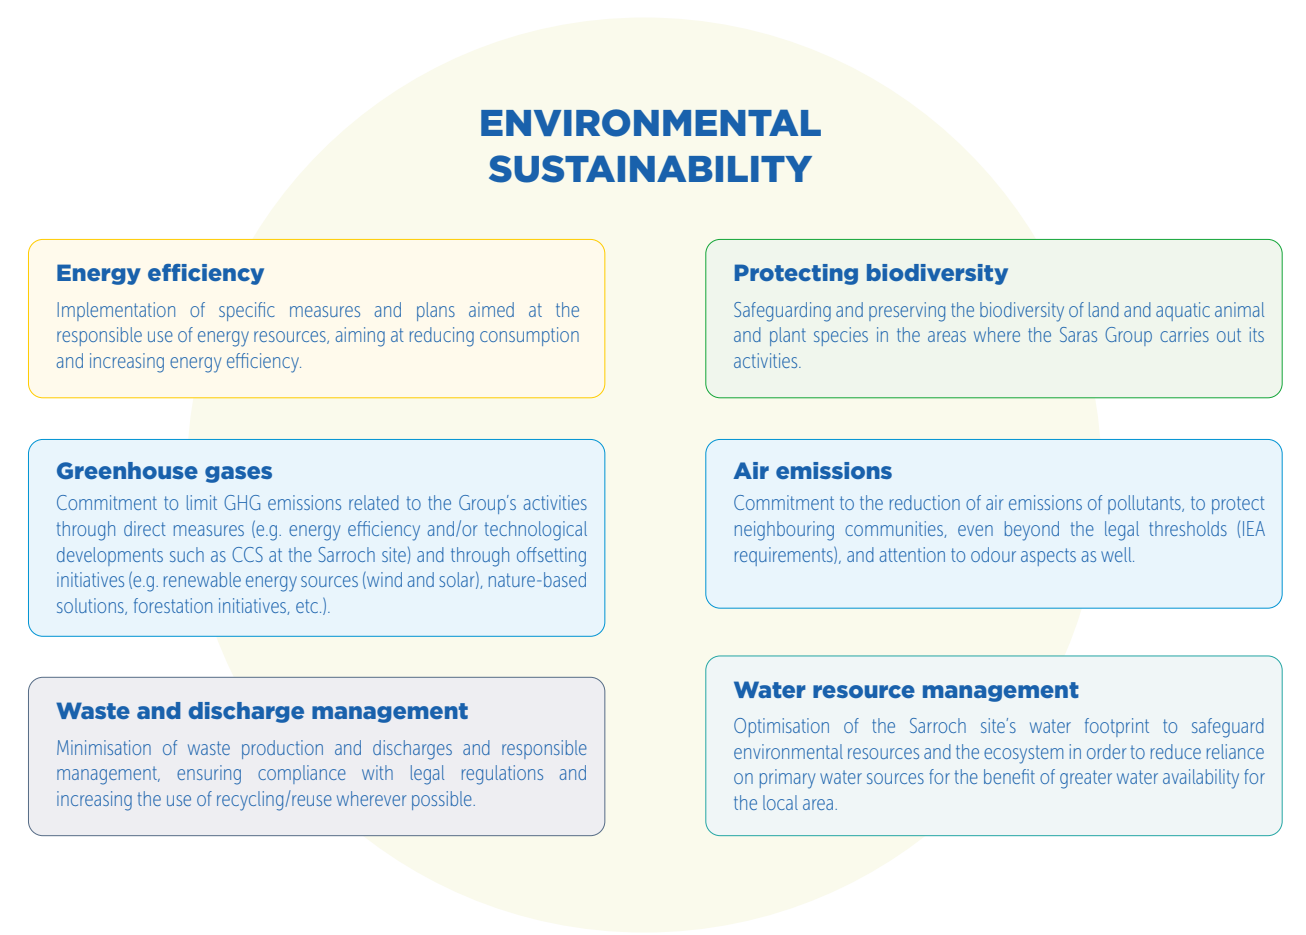 ENVIRONMENTAL
SUSTAINABILITY
Energy efficiency
Implementation of specific measures and plans aimed at the
responsible use of energy resources, aiming at reducing consumption
and increasing energy efficiency.
Protecting biodiversity
Safeguarding and preserving the biodiversity of land and aquatic animal
and plant species in the areas where the Saras Group carries out its
activities.
Greenhouse gases
Commitment to limit GHG emissions related to the Group's activities
through direct measures (e.g. energy efficiency and/or technological
developments such as CCS at the Sarroch site) and through offsetting
initiatives (e.g. renewable energy sources (wind and solar), nature-based
solutions, forestation initiatives, etc.).
Air emissions
Commitment to the reduction of air emissions of pollutants, to protect
neighbouring communities, even beyond the legal thresholds (IEA
requirements), and attention to odour aspects as well.
Waste and discharge management
Minimisation of waste production and discharges and responsible
management, ensuring compliance with legal regulations and
increasing the use of recycling/reuse wherever possible.
Water resource management
Optimisation of the Sarroch site's water footprint to safeguard
environmental resources and the ecosystem in order to reduce reliance
on primary water sources for the benefit of greater water availability for
the local area.